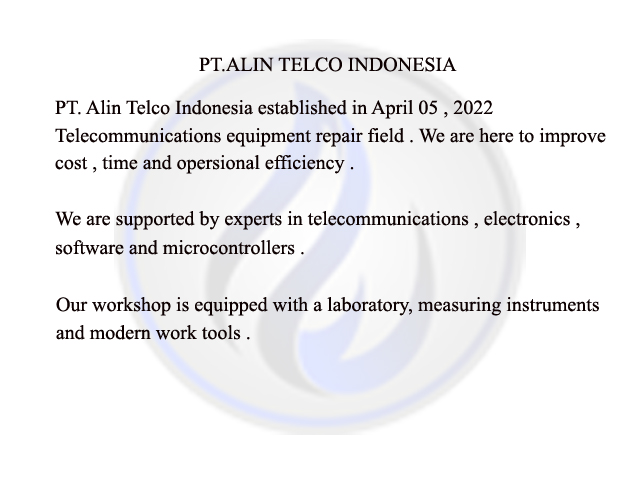 PT.ALIN TELCO INDONESIA
PT. Alin Telco Indonesia established in April 05 , 2022
Telecommunications equipment repair field . We are here to improve
cost , time and opersional efficiency .
We are supported by experts in telecommunications , electronics ,
software and microcontrollers .
Our workshop is equipped with a laboratory, measuring instruments
and modern work tools .